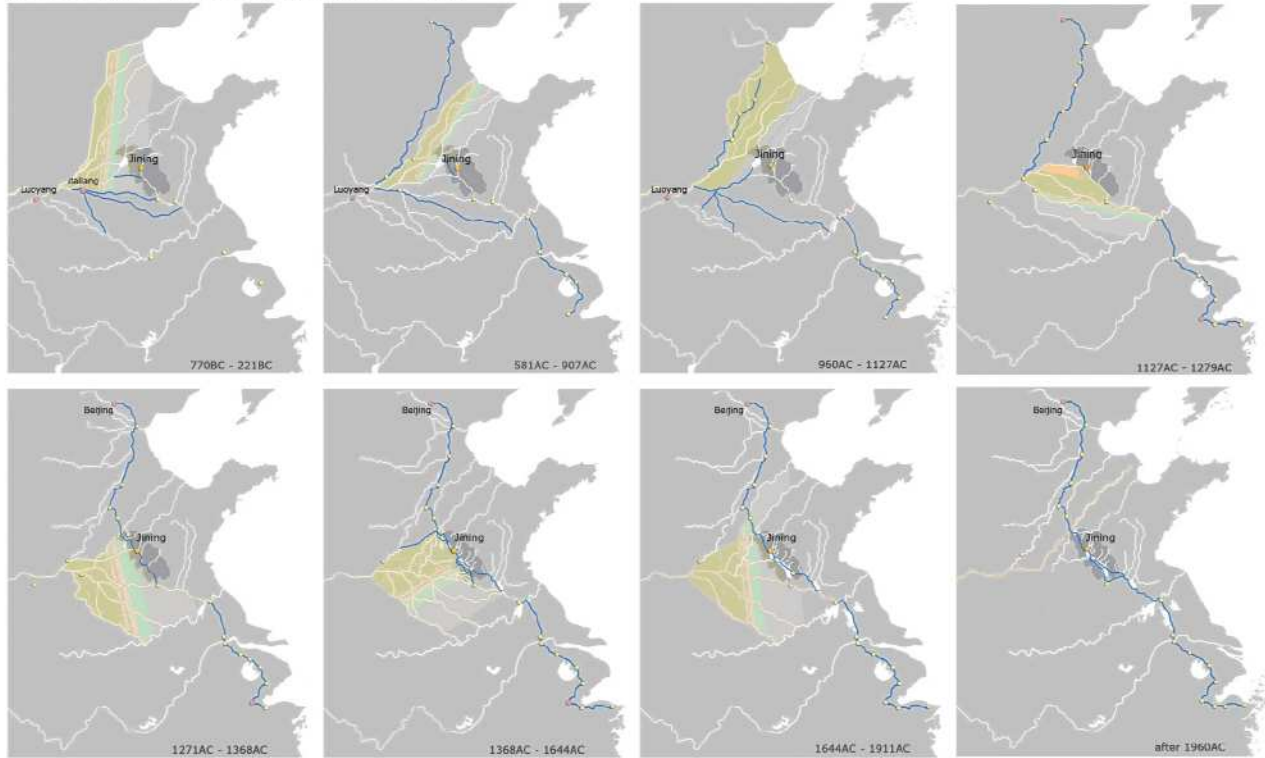 Jining
Daliang
Luoyang
770BC - 221BC
Jining
Luoyang
581AC - 907AC
Jining
Luoyang
960AC - 1127AC
Jining
1127AC - 1279AC
Beijing
Jining
1271AC - 1368AC
Beijing
Jining
1368AC - 1644AC
Beijing
Jining
1644AC - 1911AC
Beijing
Jining
after 1960AC